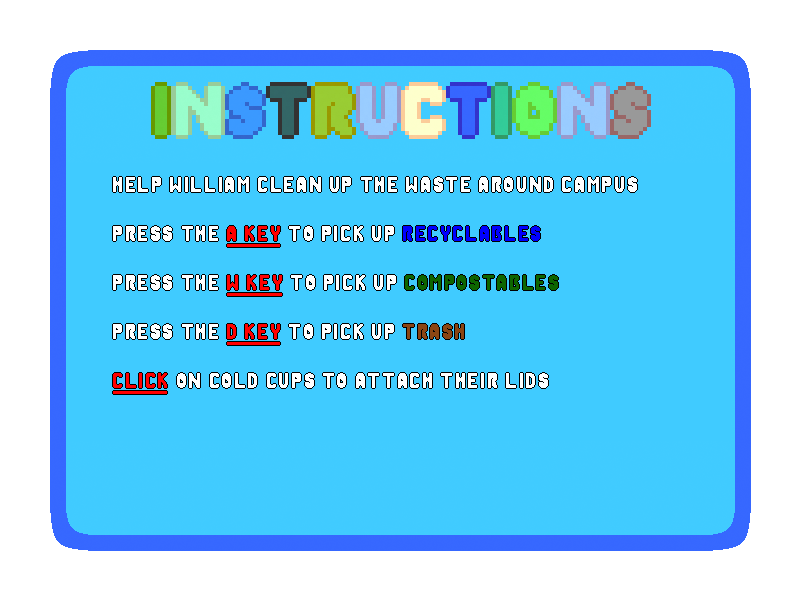 INSTRUCTIONS
HELP WILLIAM CLEAN UP THE WASTE AROUND CAMPUS
PRESS THE A KEY TO PICK UP RECYCLABLES
PRESS THE W KEY TO PICK UP COMPOSTABLES
PRESS THE D KEY TO PICK UP TRASH
CLICK ON COLD CUPS TO ATTACH THEIR LIDS